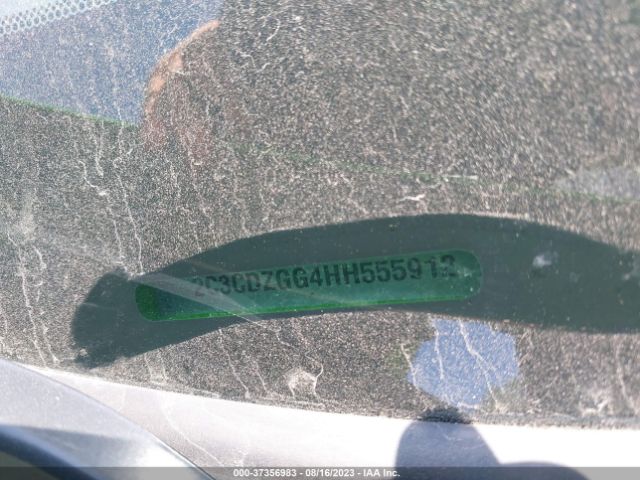 2C3CDZGG4HH555912
000-37356983 - 08/16/2023 - IAA Inc.